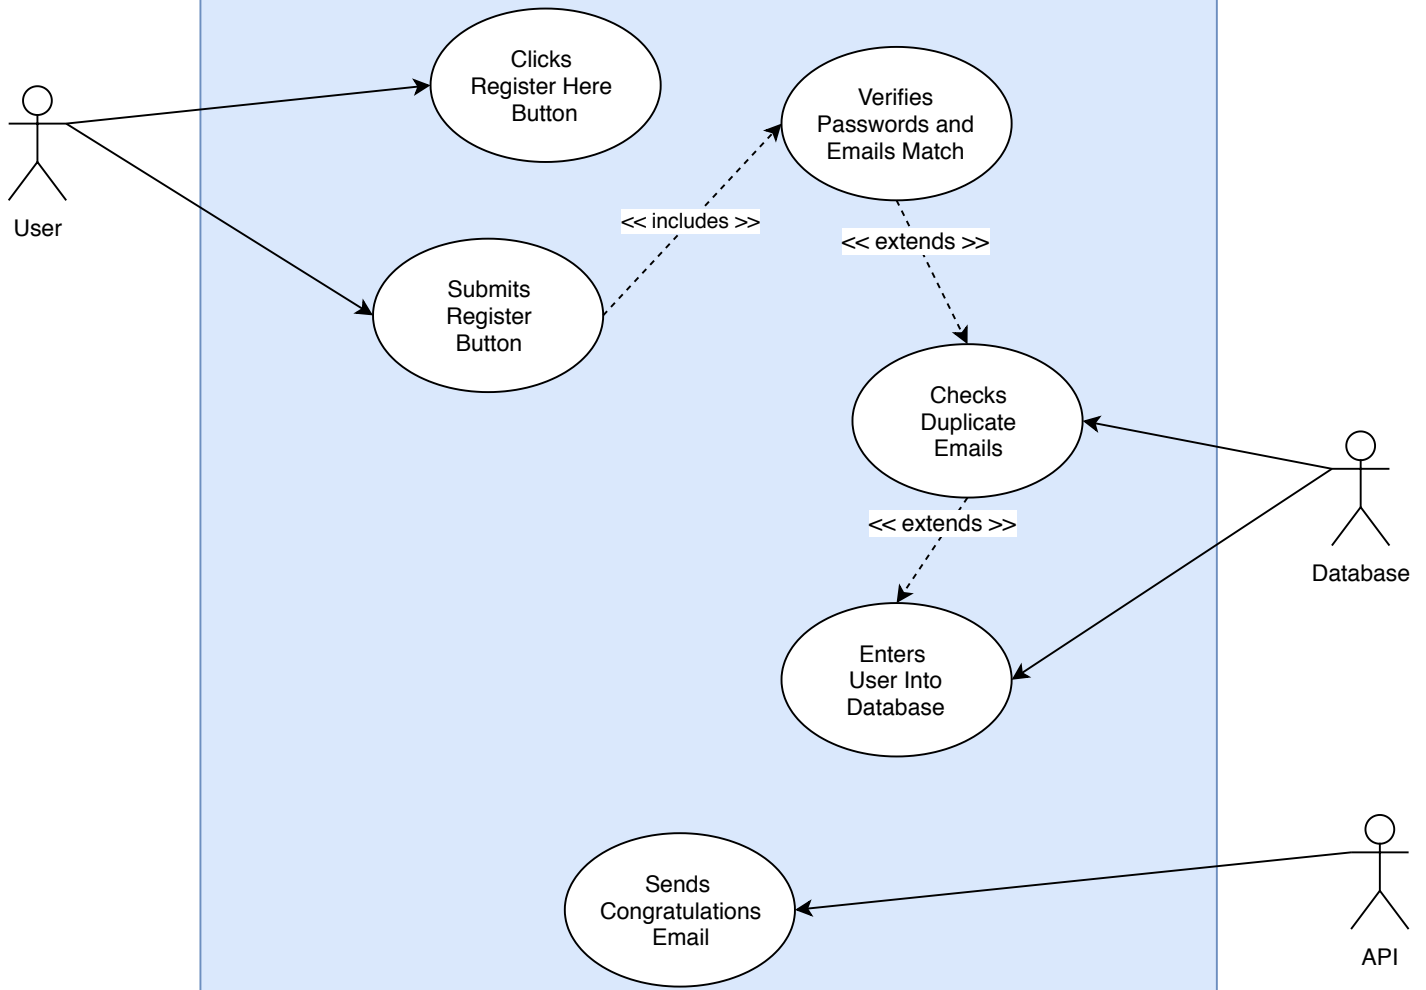 Clicks
Register Here
Button
Verifies
Passwords and
Emails Match
User
<< includes >>
<< extends >>
Submits
Register
Button
Checks
Duplicate
Emails
<< extends >>
Database
Enters
User Into
Database
Sends
Congratulations
Email
API